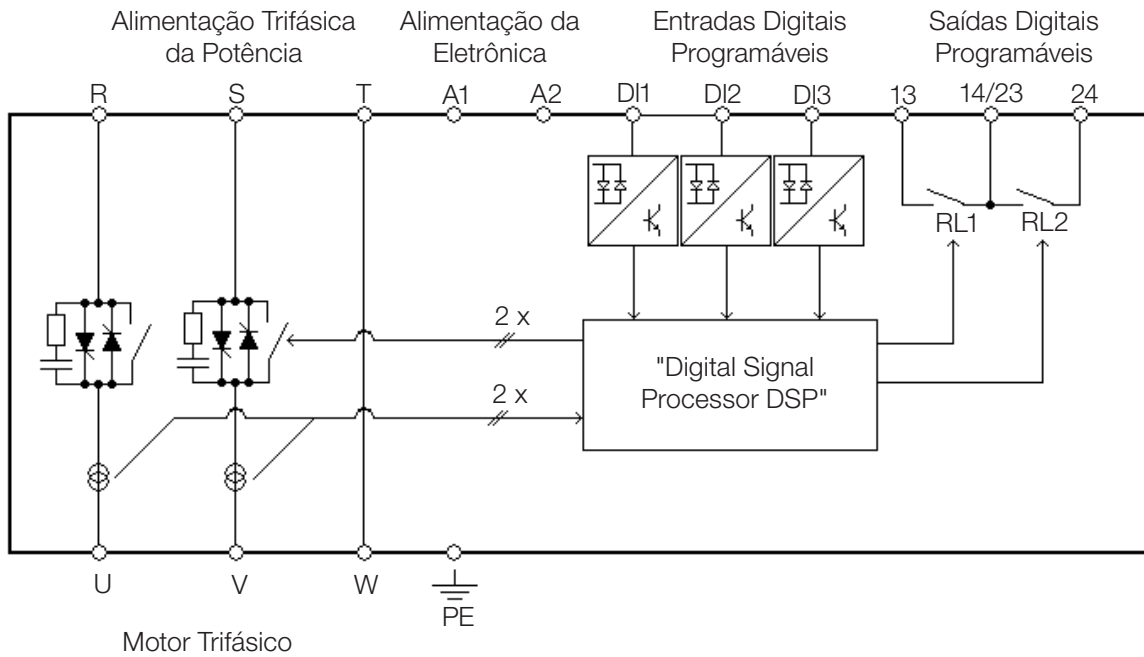 Alimentação Trifásica
da Potência
Alimentação da
Eletrônica
Entradas Digitais
Programáveis
Saídas Digitais
Programáveis
R S T A1 A2 DI1 DI2 DI3 13 14/23 24
RL1 RL2
2 x
"Digital Signal
Processor DSP"
2 x
U V W
PE
Motor Trifásico